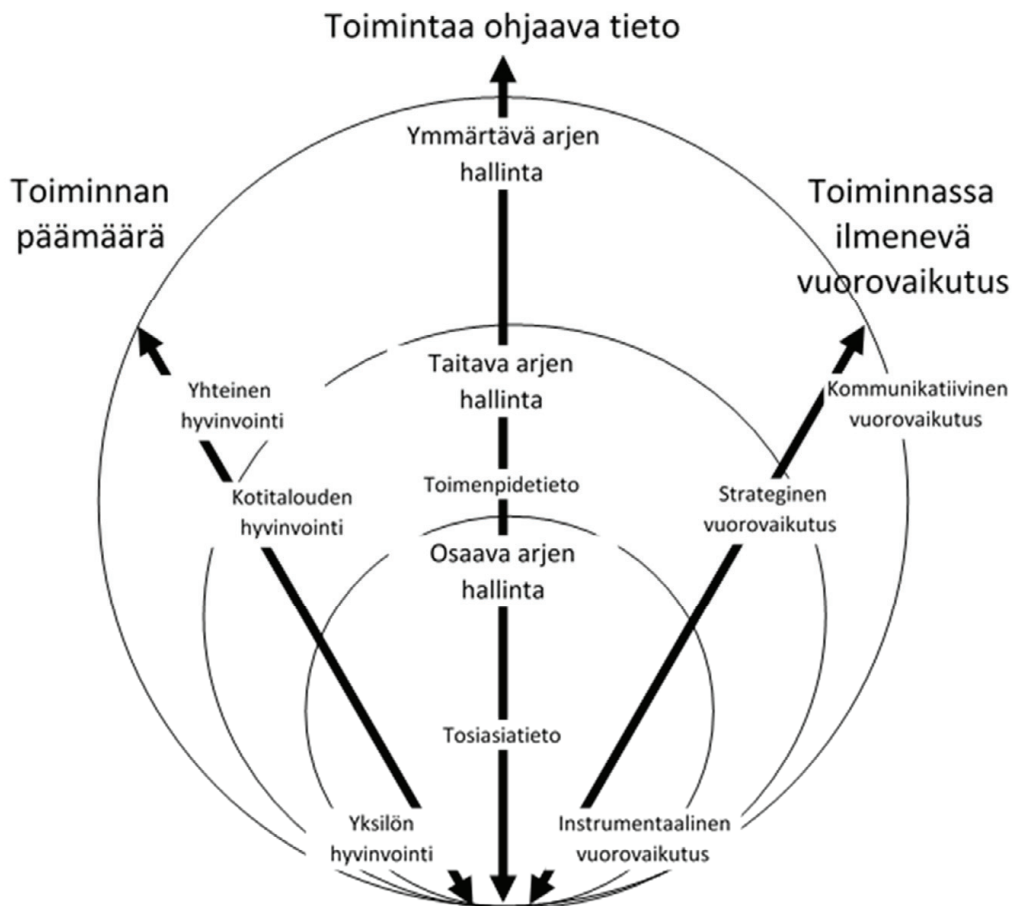 Toimintaa ohjaava tieto
Ymmärtävä arjen
hallinta
Toiminnan
päämäärä
Toiminnassa
ilmenevä
vuorovaikutus
Taitava arjen
hallinta
Yhteinen
hyvinvointi
Kommunikatiivinen
vuorovaikutus
Toimenpidetieto
Kotitalouden
hyvinvointi
Strateginen
vuorovaikutus
Osaava arjen
hallinta
Tosiasiatieto
Yksilön
hyvinvointi
Instrumentaalinen
vuorovaikutus